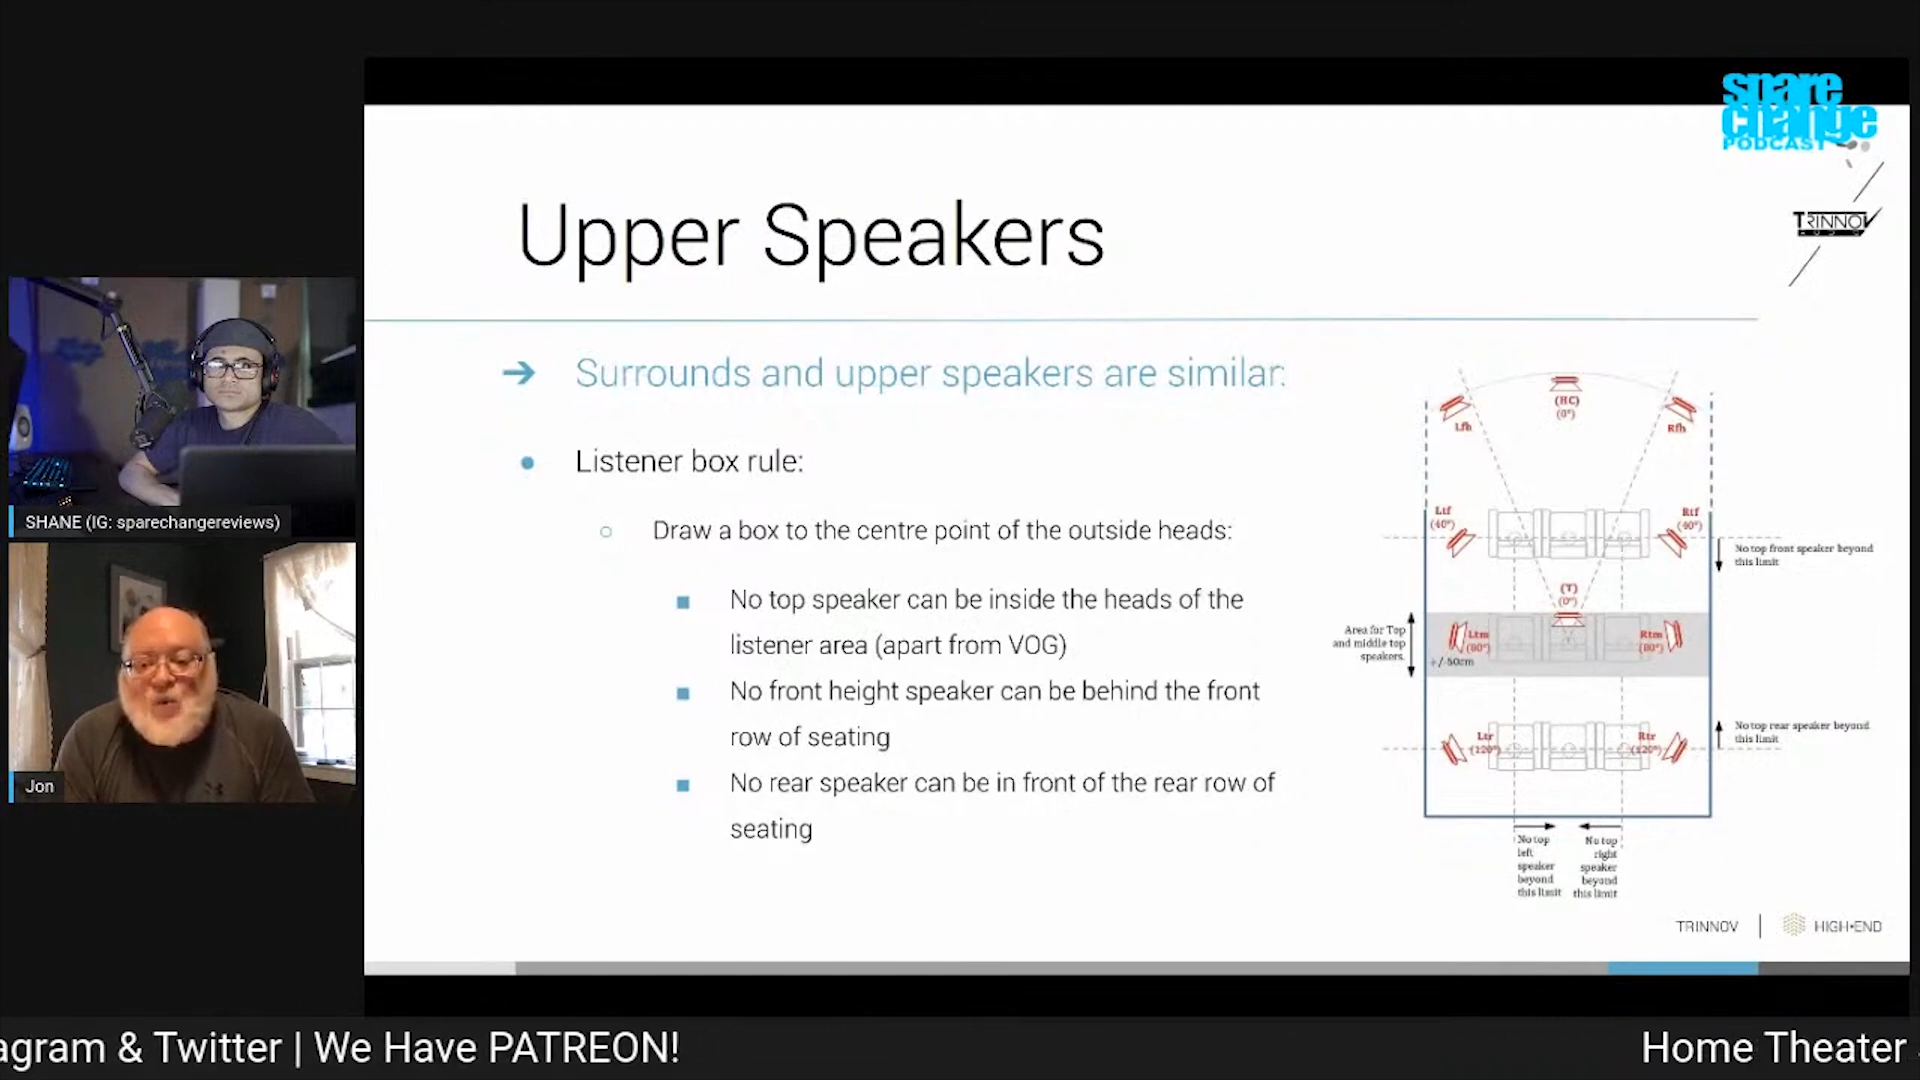 spare
change
PODCAST
TRINNOV
Upper Speakers
→ Surrounds and upper speakers are similar:
Listener box rule:
Draw a box to the centre point of the outside heads:
No top speaker can be inside the heads of the
listener area (apart from VOG)
No front height speaker can be behind the front
row of seating
No rear speaker can be in front of the rear row of
seating
(HC)
(0°)
Lfh
Rfh
Ltf
(40°)
Rtf
(40°)
No top front speaker beyond
this limit
(T)
(0°)
Area for Top
and middle top
speakers.
Ltm
(80°)
+/-50cm
Rtm
(80°)
Ltr
(120°)
Rtr
(120°)
No top rear speaker beyond
this limit
No top
left
speaker
beyond
this limit
No top
right
speaker
beyond
this limit
TRINNOV | HIGH•END
SHANE (IG: sparechangereviews)
Jon
agram & Twitter | We Have PATREON!
Home Theater